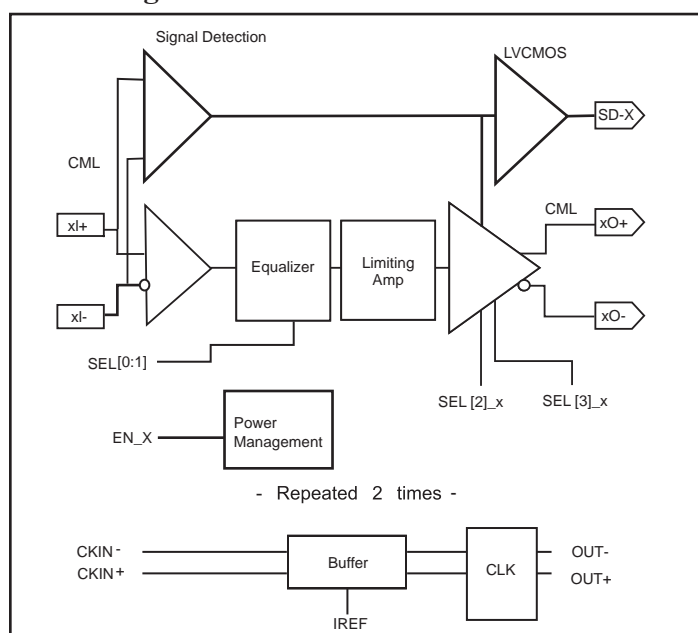 Signal Detection
LVCMOS
SD-X
CML
CML
xI+
xO+
Equalizer
Limiting
Amp
xI-
xO-
SEL[0:1]
SEL [2]_x
SEL [3]_x
Power
Management
EN_X
- Repeated 2 times -
CKIN-
CKIN+
Buffer
CLK
OUT-
OUT+
IREF